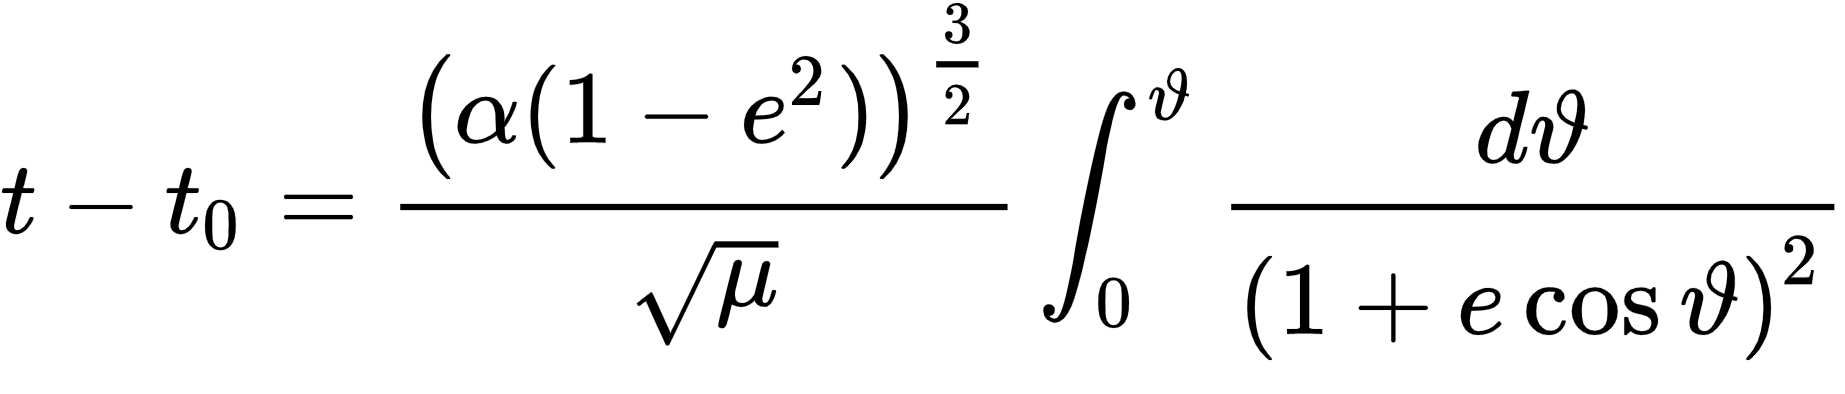 t − t₀ = (α(1 − e²))^(3/2) / √μ ∫₀^ϑ dϑ / (1 + e cos ϑ)²